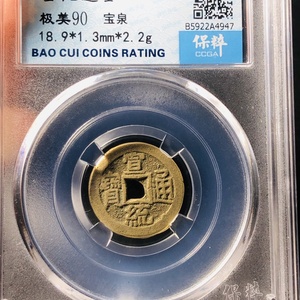 极美90 宝泉
18.9*1.3mm*2.2g
BAO CUI COINS RATING
B5922A4947
保粹
CCGA
宣
寶 通
統